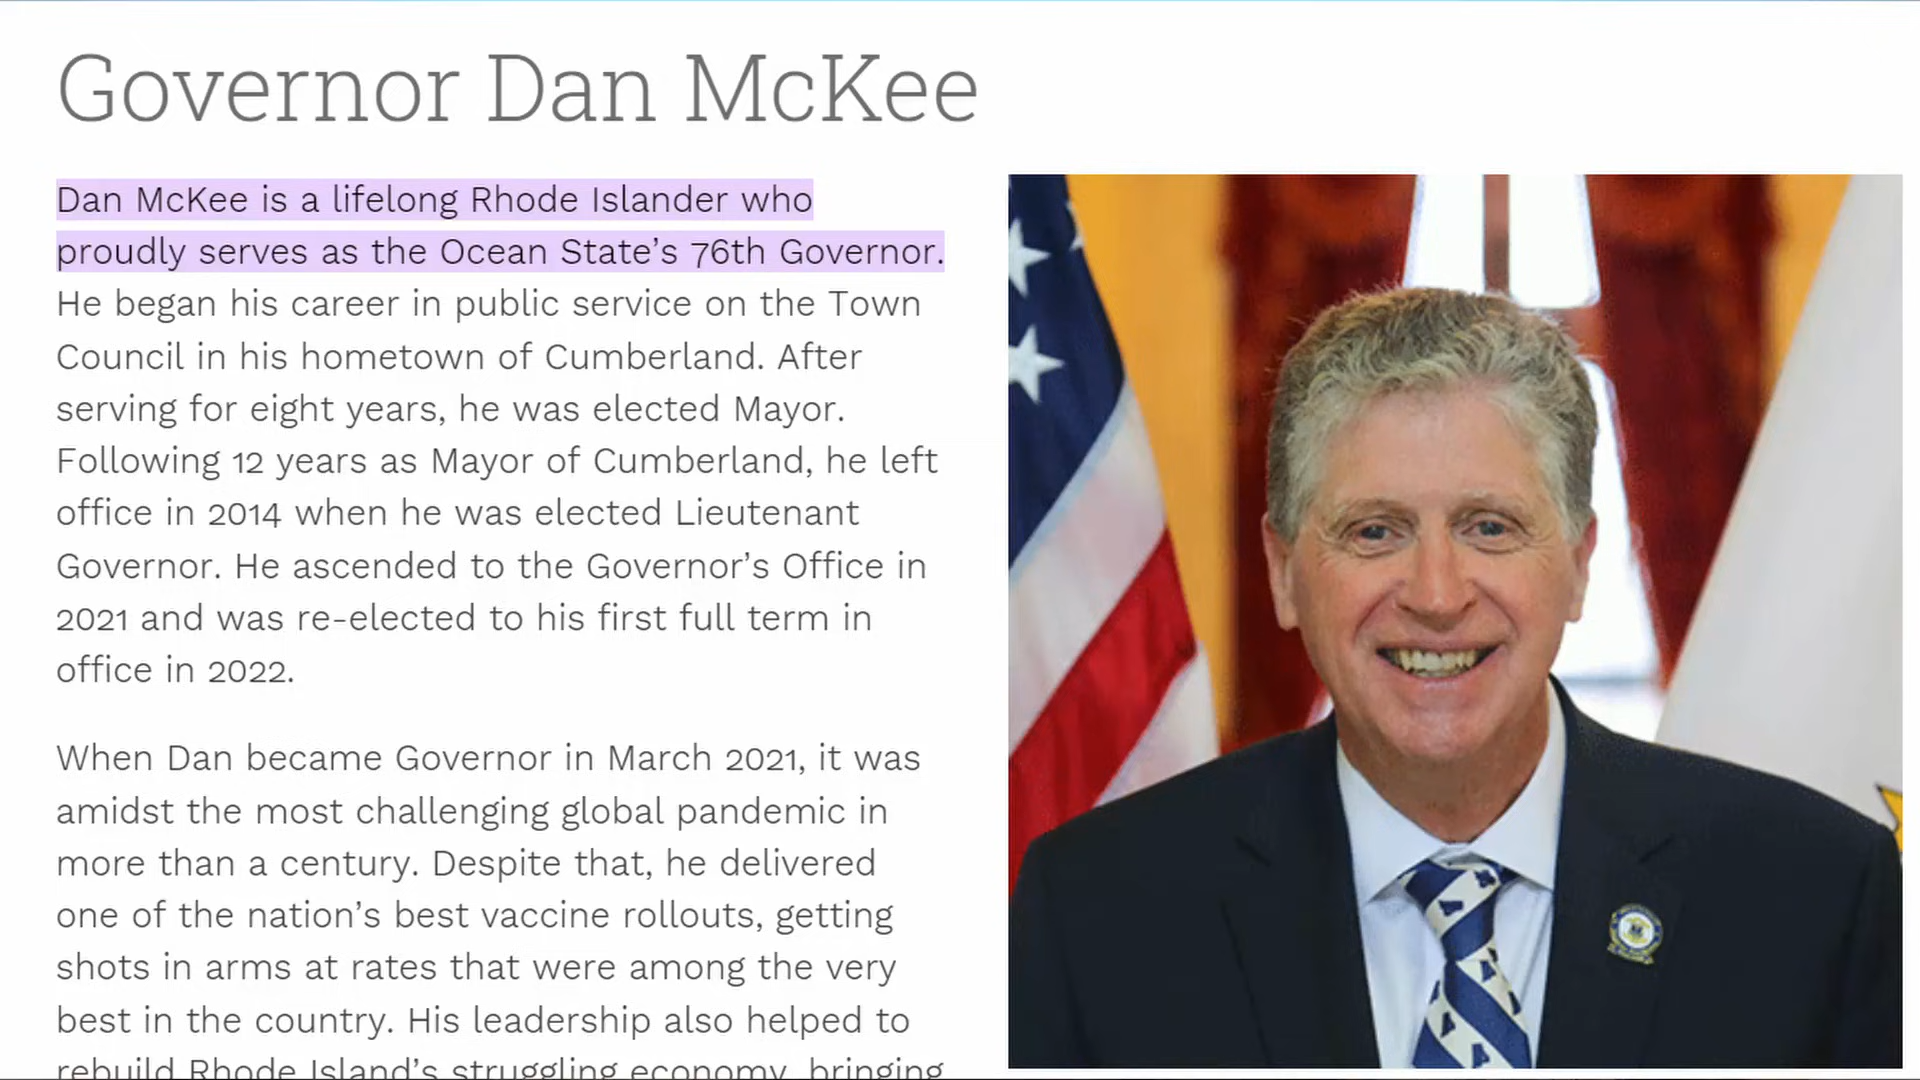 Governor Dan McKee
Dan McKee is a lifelong Rhode Islander who
proudly serves as the Ocean State’s 76th Governor.
He began his career in public service on the Town
Council in his hometown of Cumberland. After
serving for eight years, he was elected Mayor.
Following 12 years as Mayor of Cumberland, he left
office in 2014 when he was elected Lieutenant
Governor. He ascended to the Governor’s Office in
2021 and was re-elected to his first full term in
office in 2022.
When Dan became Governor in March 2021, it was
amidst the most challenging global pandemic in
more than a century. Despite that, he delivered
one of the nation’s best vaccine rollouts, getting
shots in arms at rates that were among the very
best in the country. His leadership also helped to
rebuild Rhode Island’s struggling economy, bringing